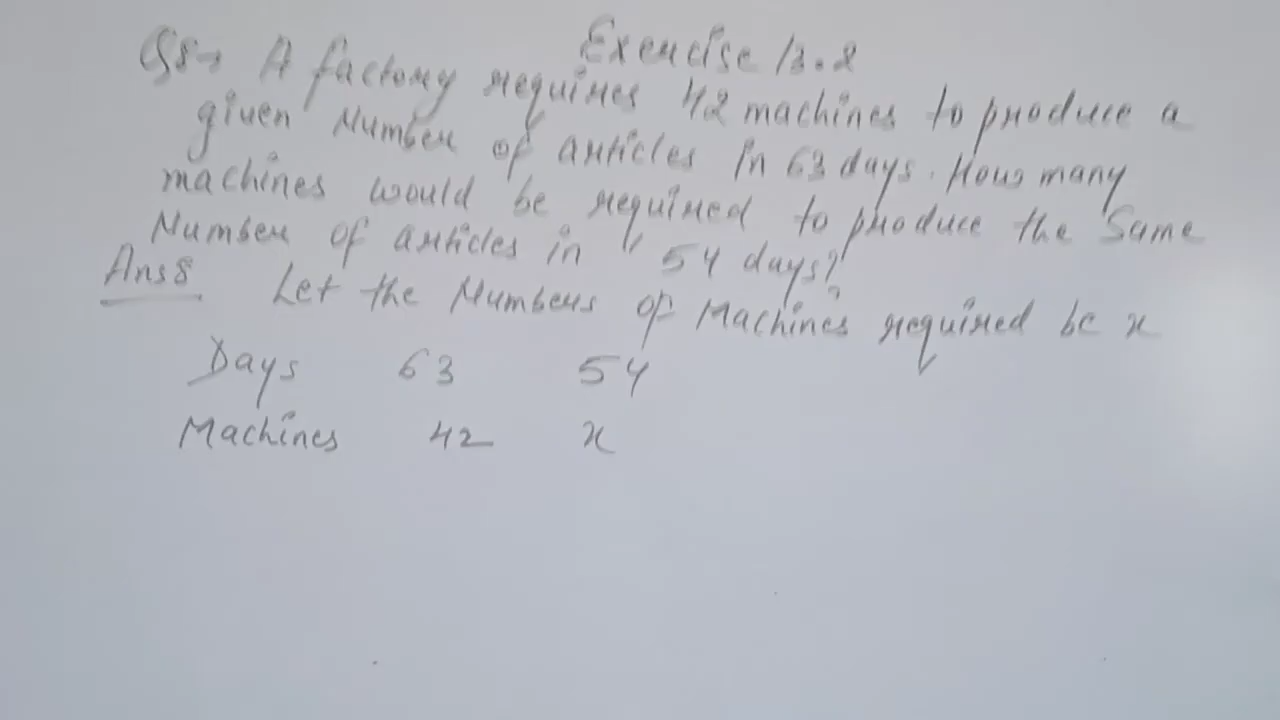 Exercise 13.2
Q8→ A factory requires 42 machines to produce a
given Number of articles in 63 days. How many
machines would be required to produce the Same
Number of articles in 54 days?
Ans 8 Let the Numbers of Machines required be x
Days 63 54
Machines 42 x